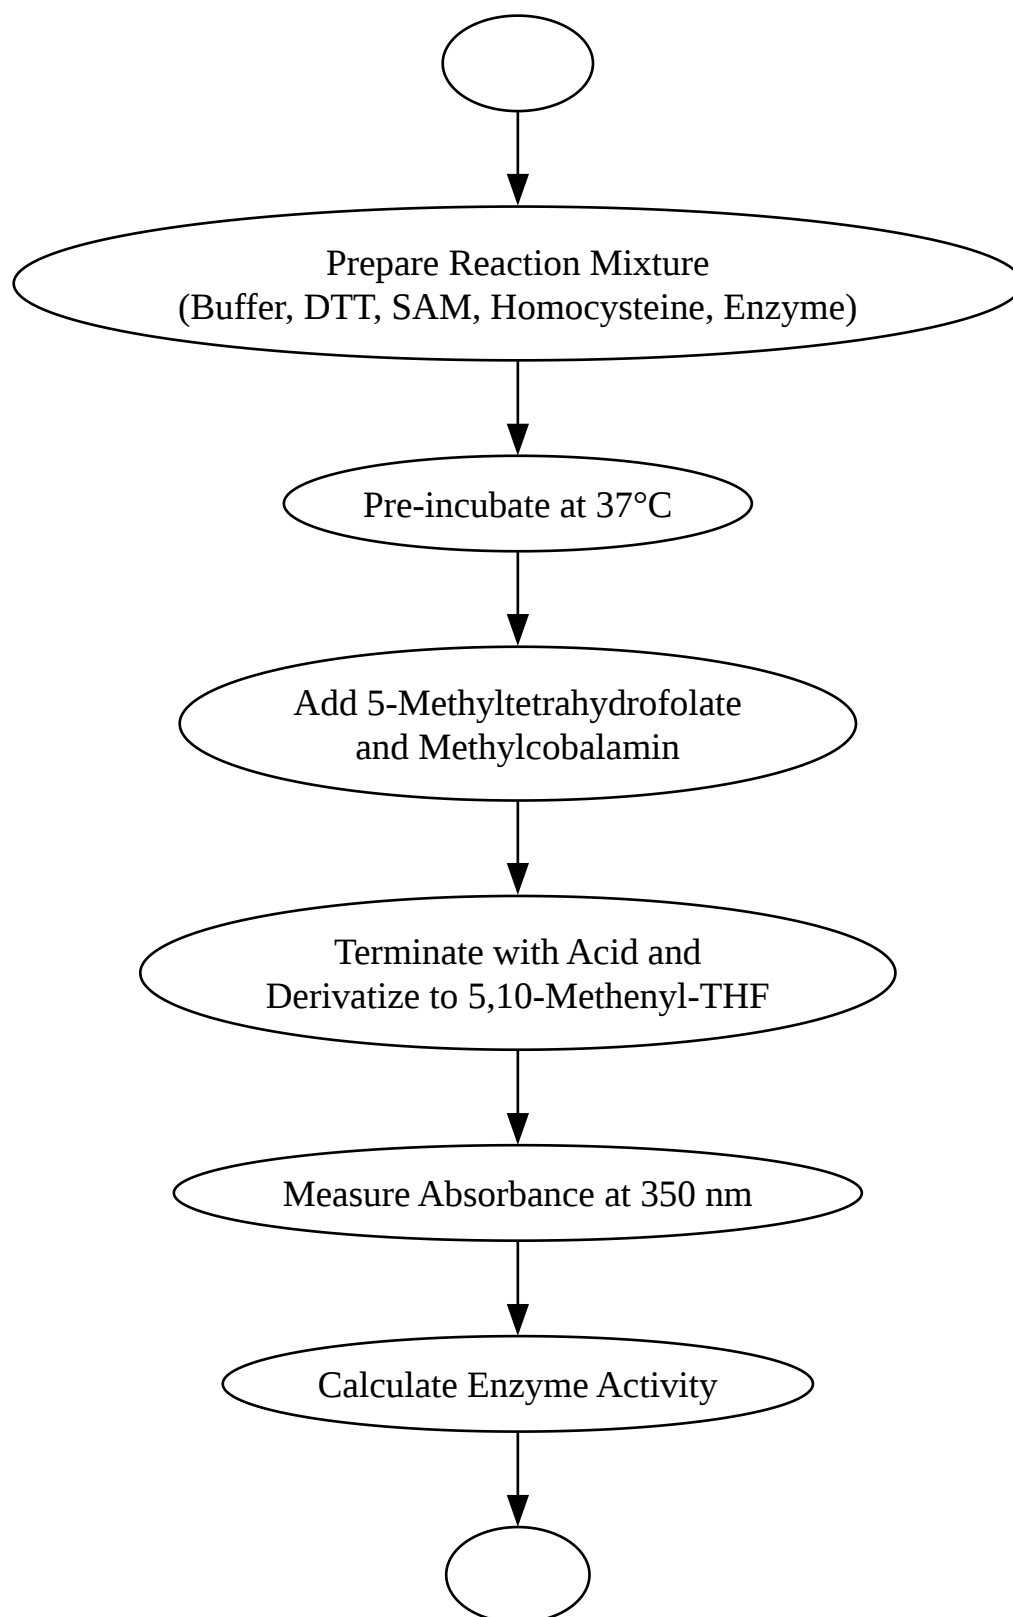 Prepare Reaction Mixture
(Buffer, DTT, SAM, Homocysteine, Enzyme)
Pre-incubate at 37°C
Add 5-Methyltetrahydrofolate
and Methylcobalamin
Terminate with Acid and
Derivatize to 5,10-Methenyl-THF
Measure Absorbance at 350 nm
Calculate Enzyme Activity